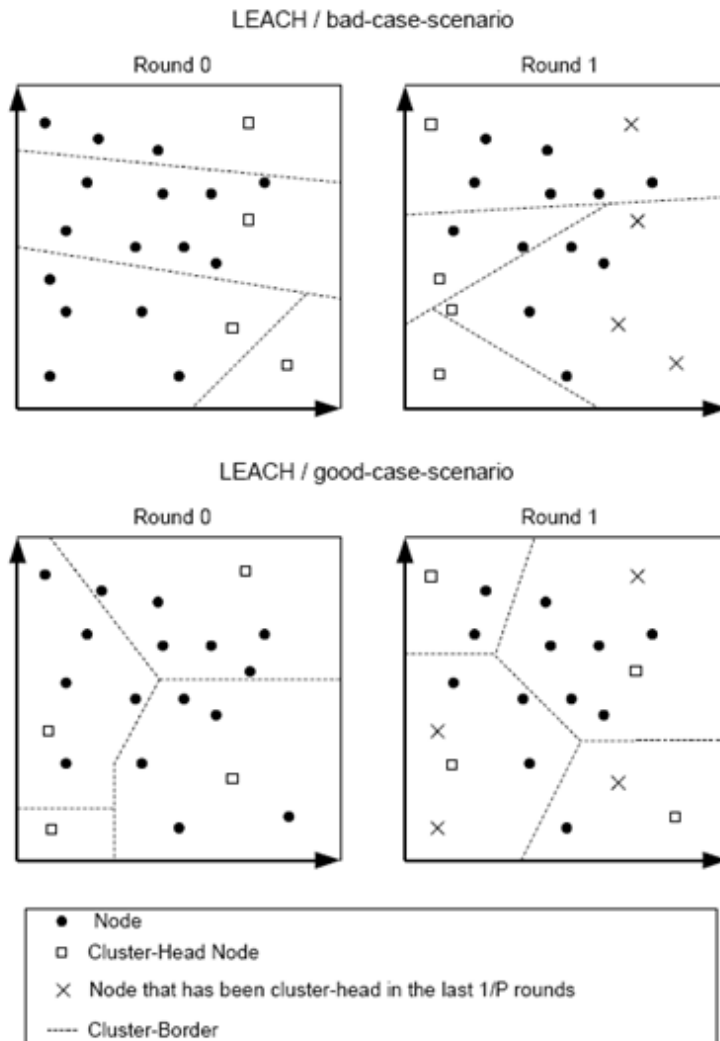 LEACH / bad-case-scenario
Round 0
Round 1
LEACH / good-case-scenario
Round 0
Round 1
Node
Cluster-Head Node
Node that has been cluster-head in the last 1/P rounds
Cluster-Border